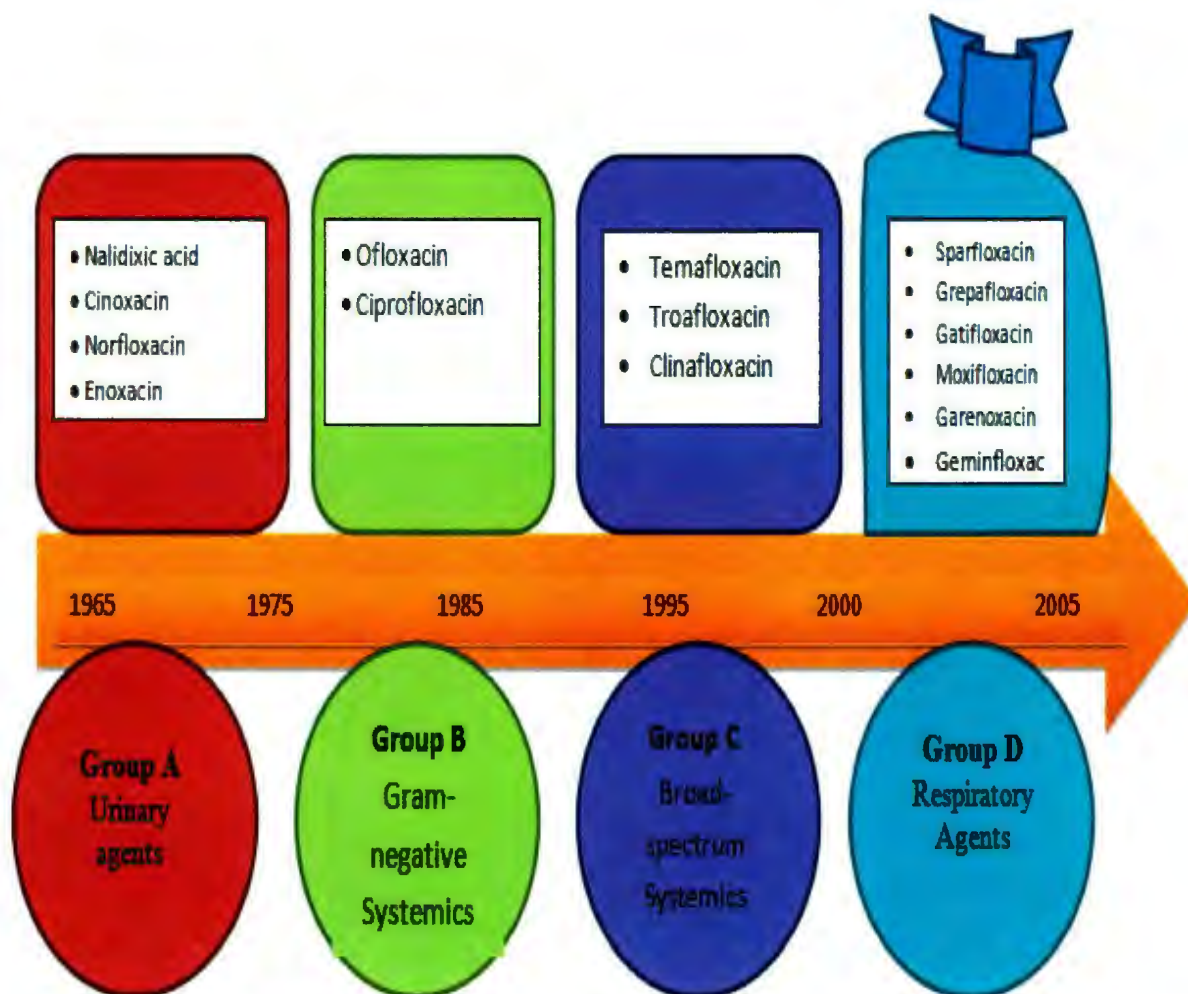 • Nalidixic acid
• Cinoxacin
• Norfloxacin
• Enoxacin
• Ofloxacin
• Ciprofloxacin
• Temafloxacin
• Troafloxacin
• Clinafloxacin
• Sparfloxacin
• Grepafloxacin
• Gatifloxacin
• Moxifloxacin
• Garenoxacin
• Geminfloxac
1965 1975 1985 1995 2000 2005
Group A
Urinary
agents
Group B
Gram-
negative
Systemics
Group C
Broad-
spectrum
Systemics
Group D
Respiratory
Agents